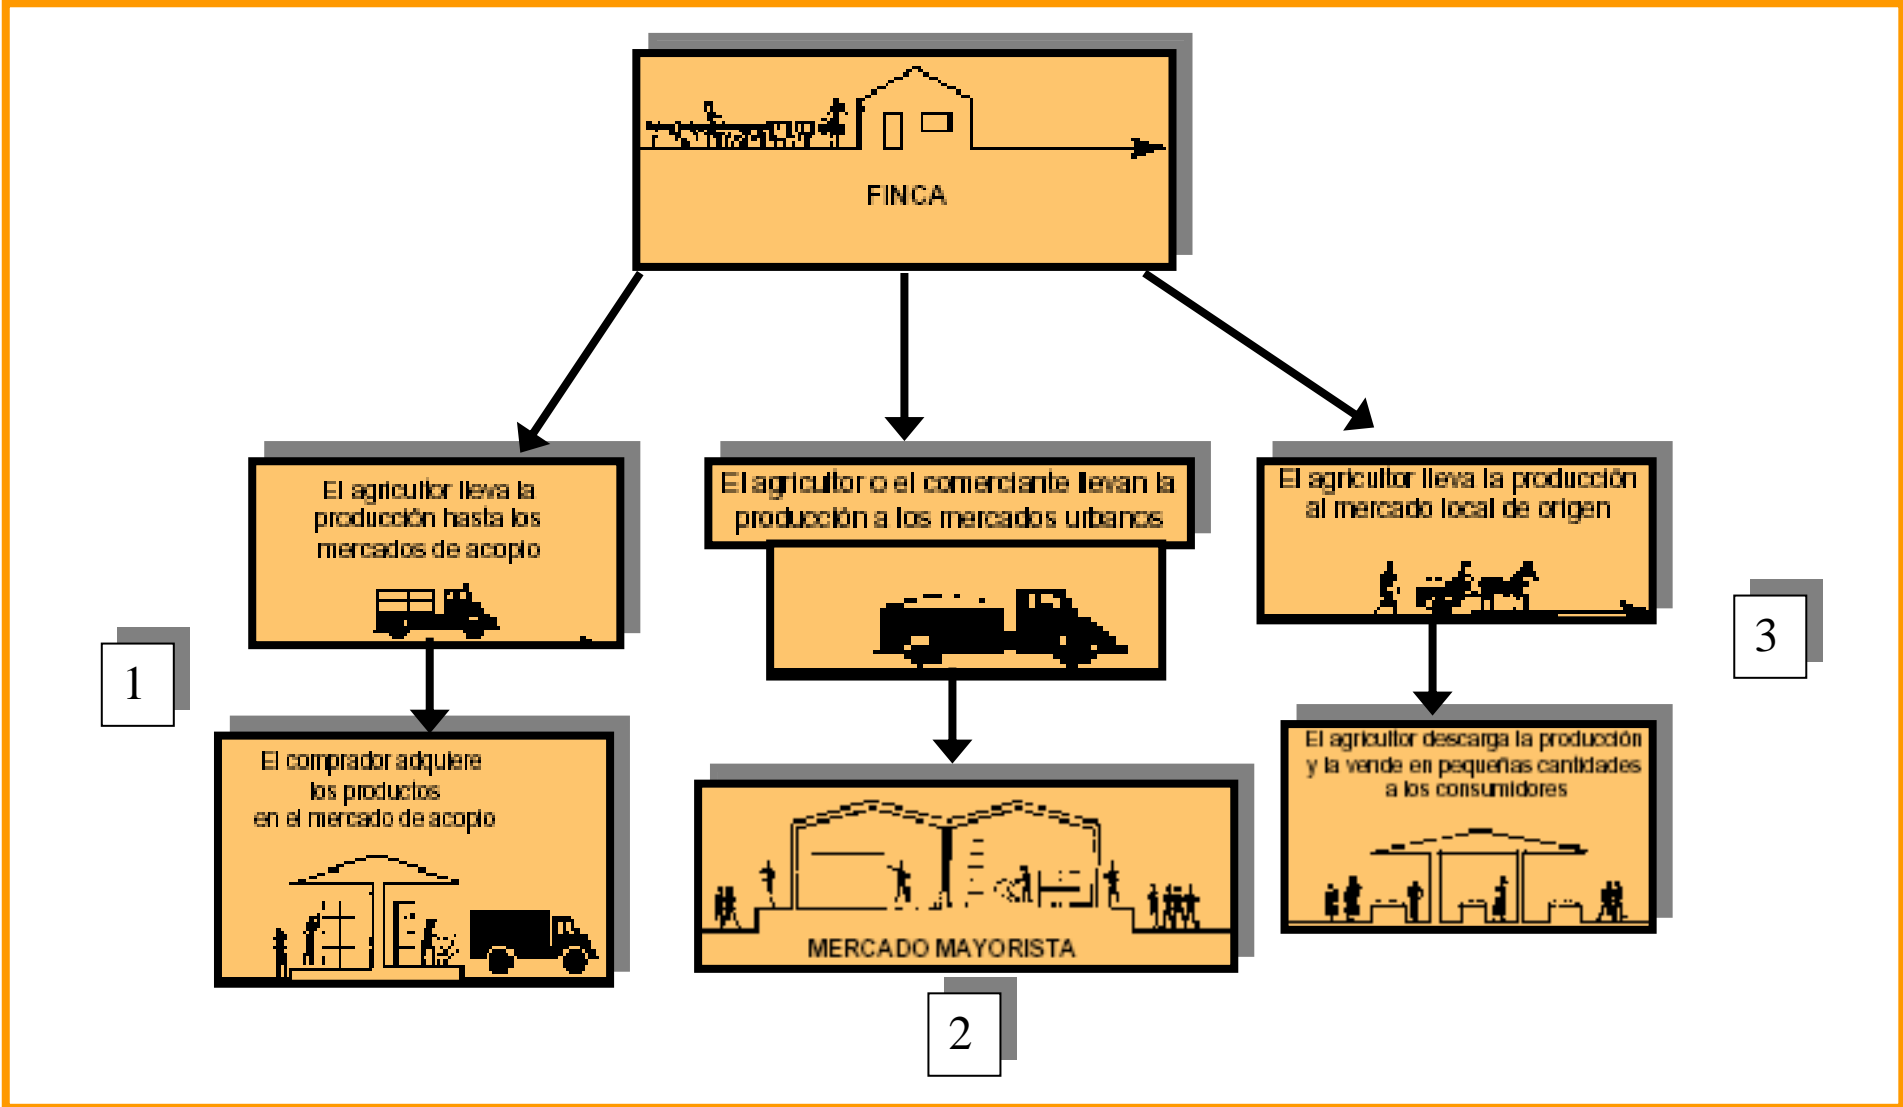 FINCA
El agricultor lleva la
producción hasta los
mercados de acopio
El agricultor o el comerciante llevan la
producción a los mercados urbanos
El agricultor lleva la producción
al mercado local de origen
1
3
El comprador adquiere
los productos
en el mercado de acopio
MERCADO MAYORISTA
El agricultor descarga la producción
y la vende en pequeñas cantidades
a los consumidores
2